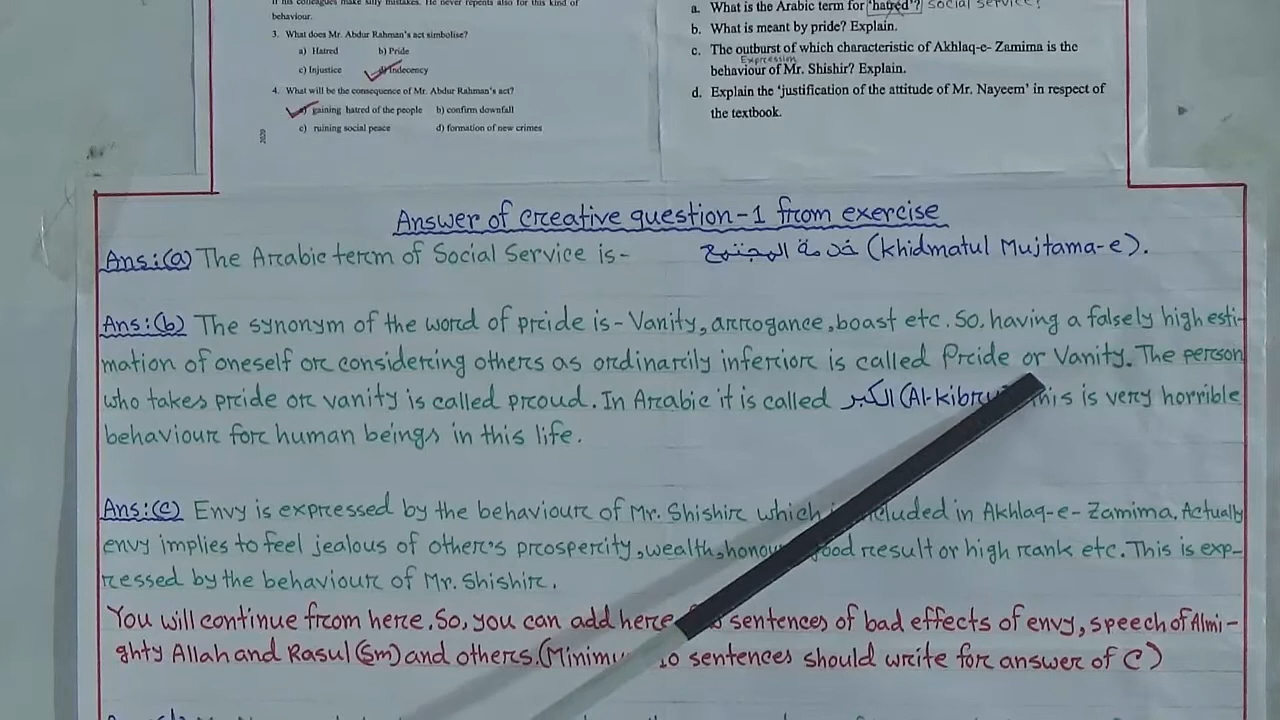 If his colleagues make silly mistakes. He never repents also for this kind of
behaviour.
3. What does Mr. Abdur Rahman's act simbolise?
a) Hatred b) Pride
c) Injustice d) Indecency
4. What will be the consequence of Mr. Abdur Rahman's act?
a) gaining hatred of the people b) confirm downfall
c) ruining social peace d) formation of new crimes
2020
a. What is the Arabic term for 'hatred'? social service?
b. What is meant by pride? Explain.
c. The outburst of which characteristic of Akhlaq-e- Zamima is the
Expression
behaviour of Mr. Shishir? Explain.
d. Explain the 'justification of the attitude of Mr. Nayeem' in respect of
the textbook.
Answer of creative question-1 from exercise
Ans:(a) The Arabic term of Social Service is- خدمة المجتمع (Khidmatul Mujtama-e).
Ans:(b) The synonym of the word of pride is- Vanity, arrogance, boast etc. So. having a falsely high esti-
mation of oneself or considering others as ordinarily inferior is called Pride or Vanity. The person
who takes pride or vanity is called proud. In Arabic it is called الكبر (Al-kibru is very horrible
behaviour for human beings in this life.
Ans:(c) Envy is expressed by the behaviour of Mr. Shishir which included in Akhlaq-e- Zamima. Actually
envy implies to feel jealous of other's prosperity, wealth, honour good result or high rank etc. This is exp-
ressed by the behaviour of Mr. Shishir.
You will continue from here. So, you can add here sentences of bad effects of envy, speech of Almi-
ghty Allah and Rasul (Sm) and others. (Minimum 10 sentences should write for answer of C)